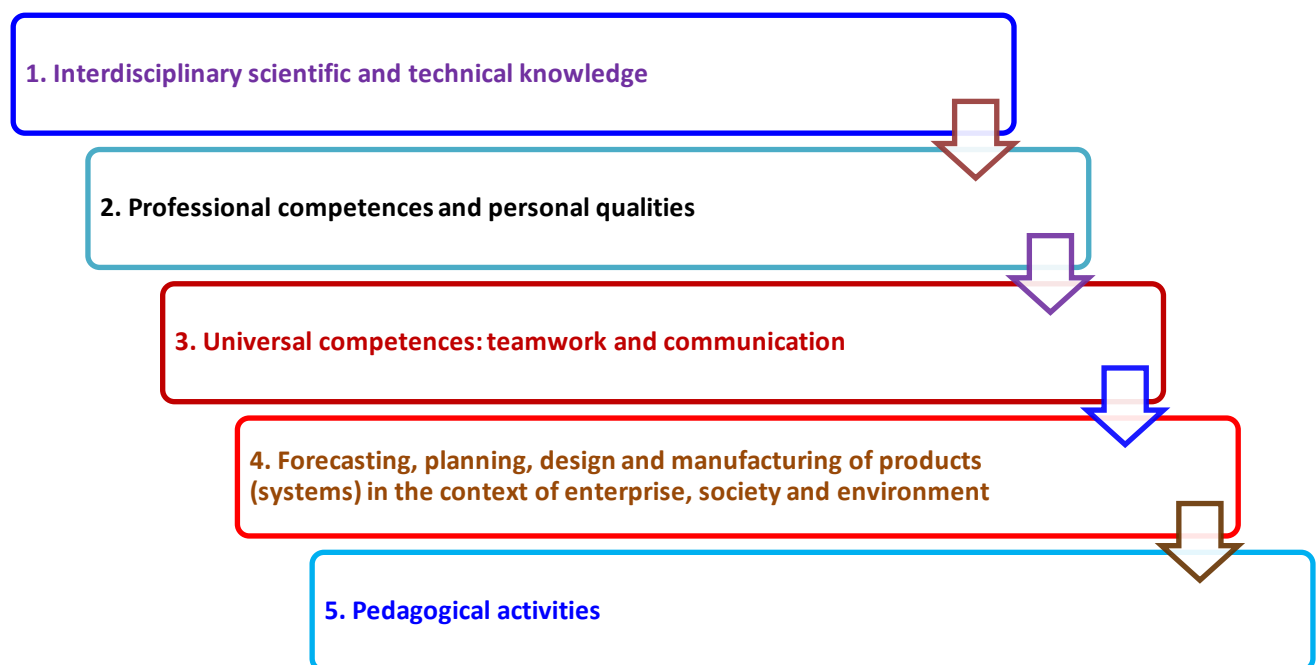 1. Interdisciplinary scientific and technical knowledge
2. Professional competences and personal qualities
3. Universal competences: teamwork and communication
4. Forecasting, planning, design and manufacturing of products
(systems) in the context of enterprise, society and environment
5. Pedagogical activities